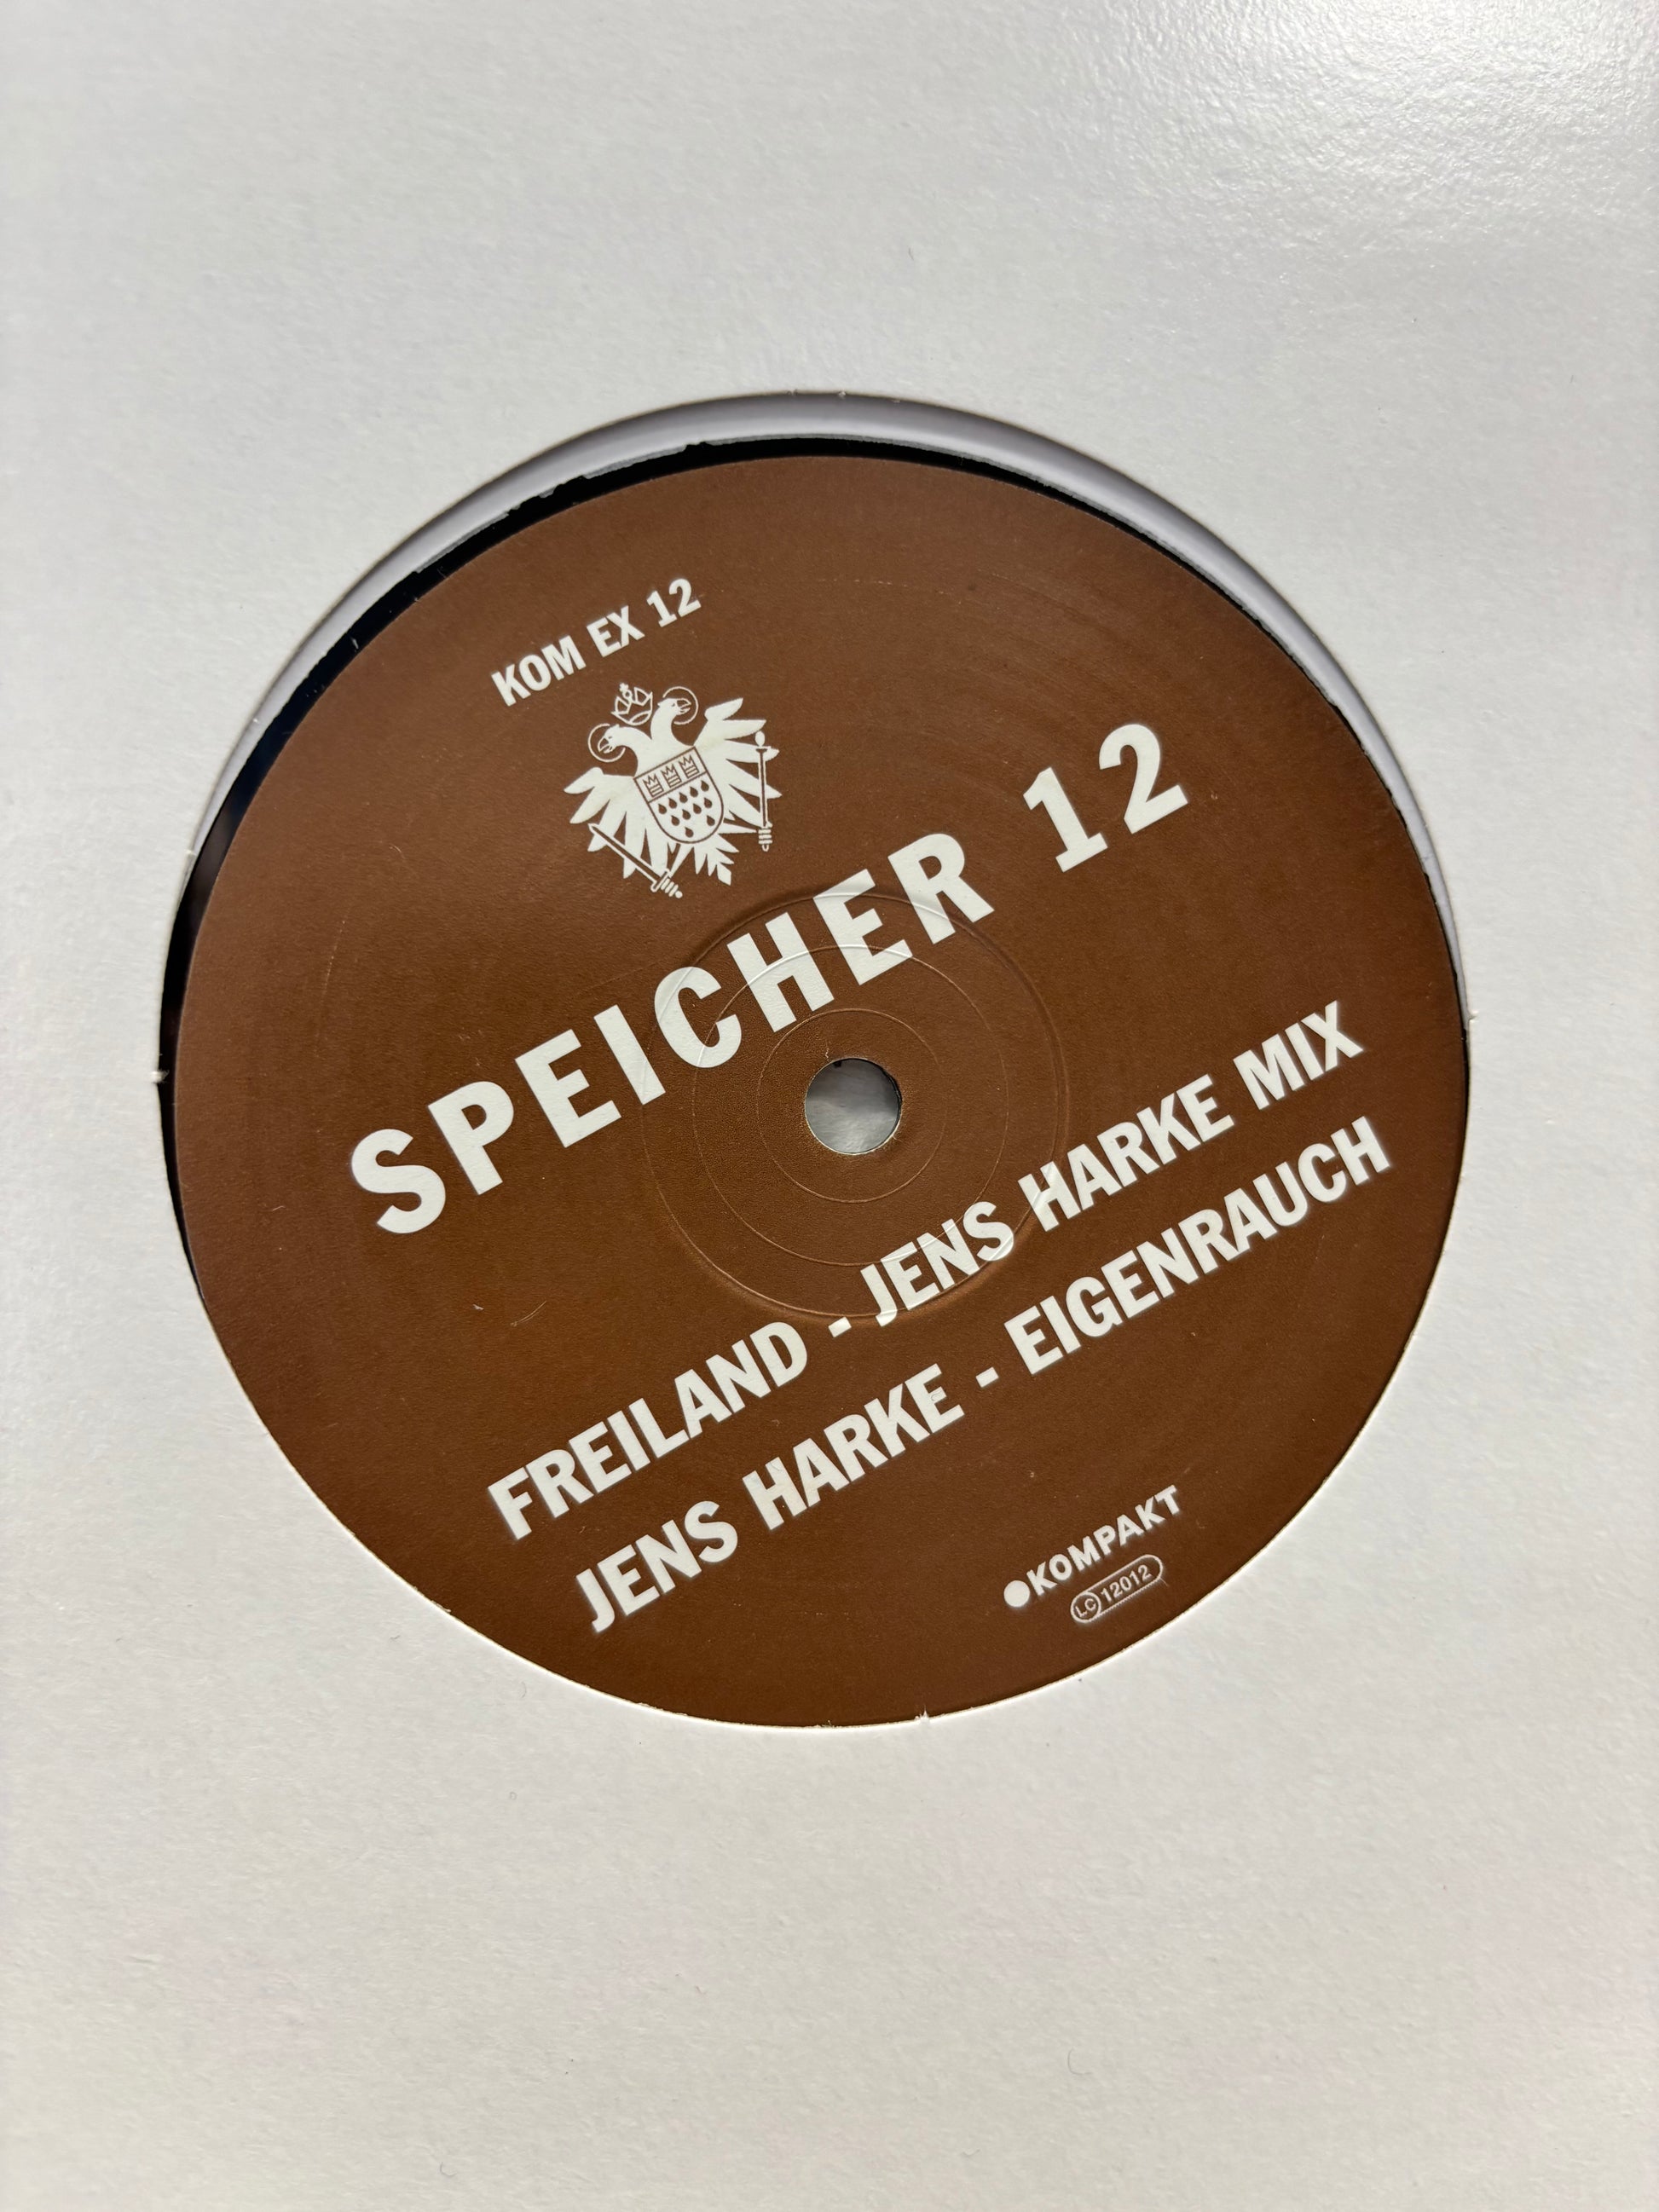 KOM EX 12
SPEICHER 12
FREILAND - JENS HARKE MIX
JENS HARKE - EIGENRAUCH
KOMPAKT
LC 12012